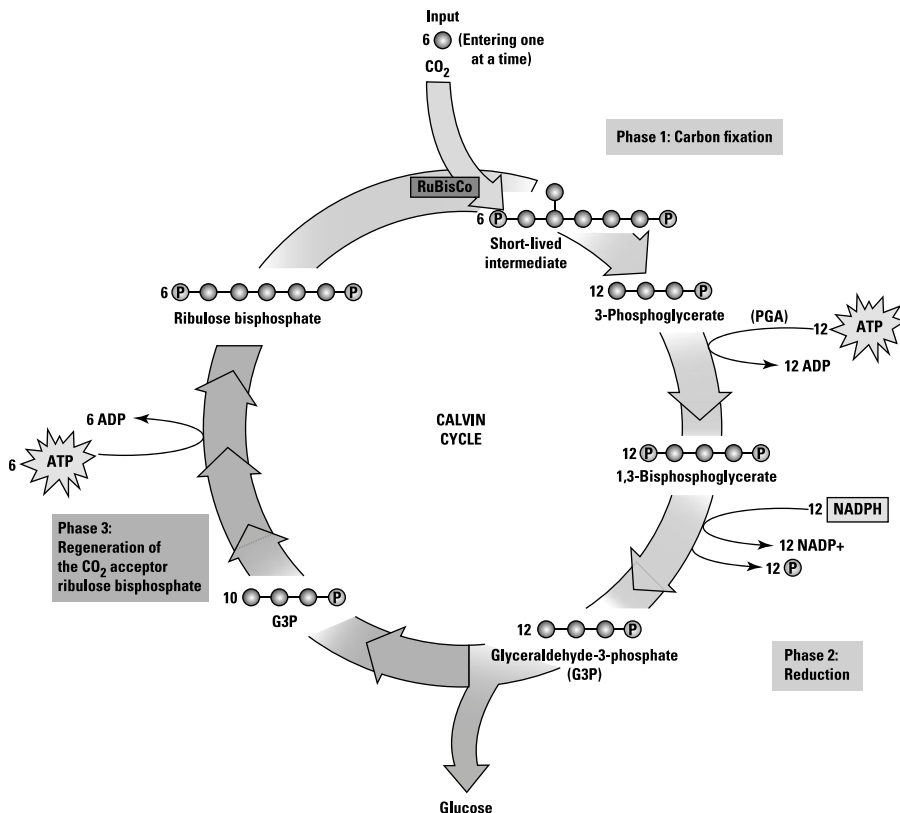 Input
6 (Entering one
at a time)
CO₂
Phase 1: Carbon fixation
RuBisCo
6 P P
Short-lived
intermediate
12 P
3-Phosphoglycerate
(PGA)
12 ATP
12 ADP
12 P P
1,3-Bisphosphoglycerate
12 NADPH
12 NADP+
12 P
12 P
Glyceraldehyde-3-phosphate
(G3P)
Phase 2:
Reduction
Glucose
10 P
G3P
Phase 3:
Regeneration of
the CO₂ acceptor
ribulose bisphosphate
6 ATP
6 ADP
6 P P
Ribulose bisphosphate
CALVIN
CYCLE